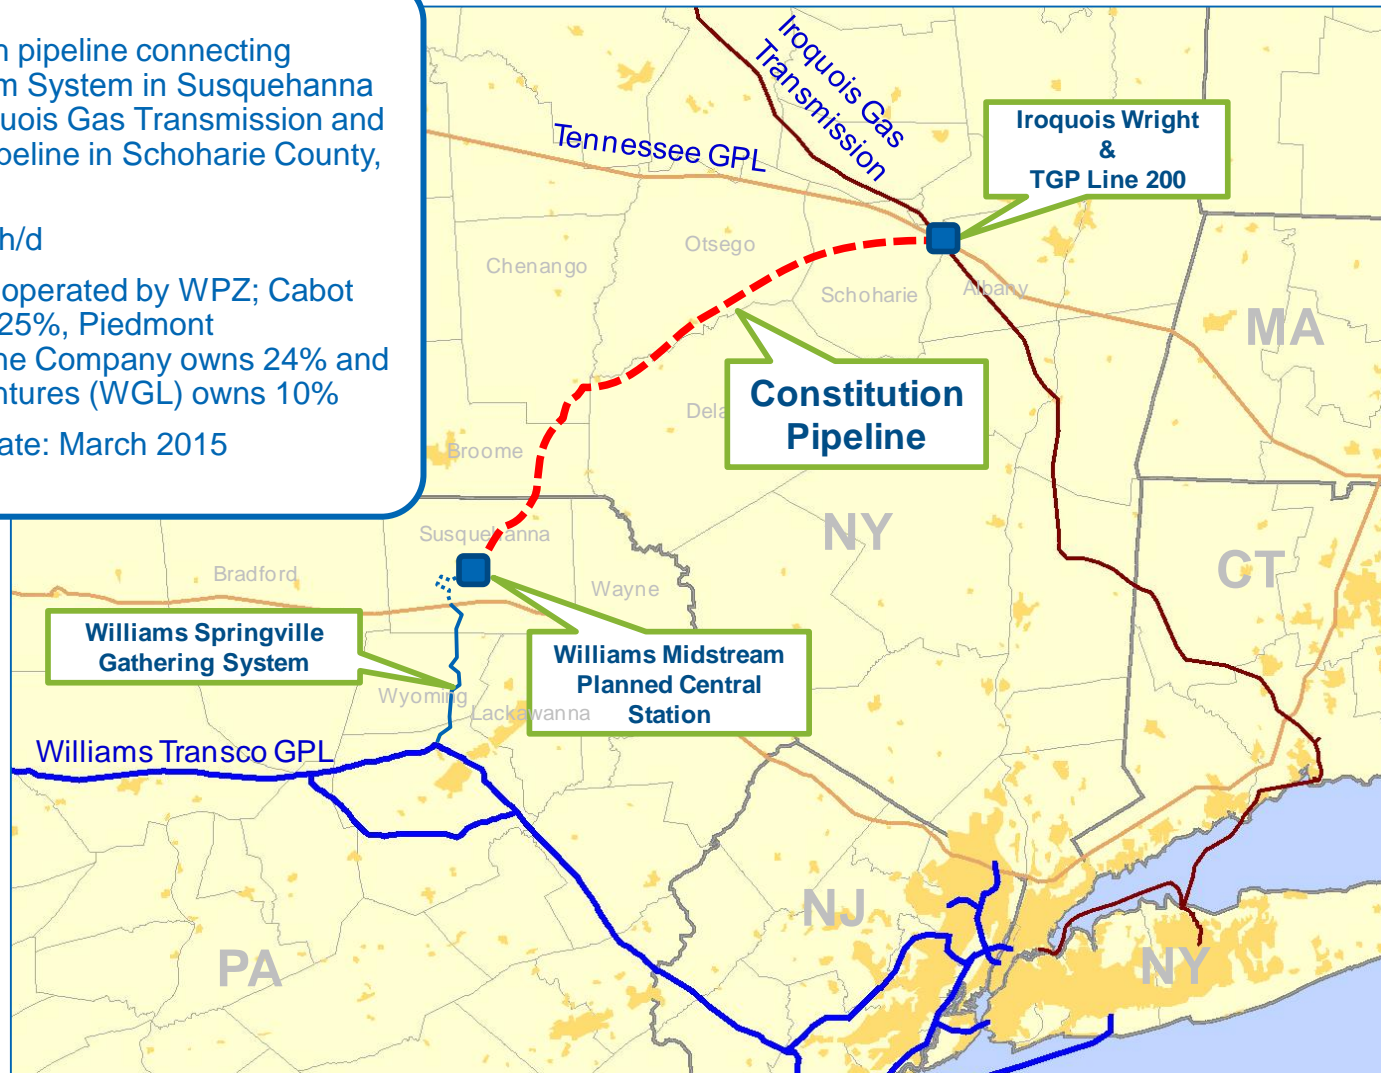 n pipeline connecting
m System in Susquehanna
quois Gas Transmission and
peline in Schoharie County,
h/d
operated by WPZ; Cabot
25%, Piedmont
ne Company owns 24% and
ntures (WGL) owns 10%
ate: March 2015
Iroquois Gas
Transmission
Tennessee GPL
Iroquois Wright
&
TGP Line 200
Otsego
Chenango
Schoharie
Albany
MA
Constitution
Pipeline
Dela
Broome
NY
Susquehanna
Bradford
Wayne
CT
Williams Springville
Gathering System
Williams Midstream
Planned Central
Station
Wyoming
Lackawanna
Williams Transco GPL
NJ
PA
NY